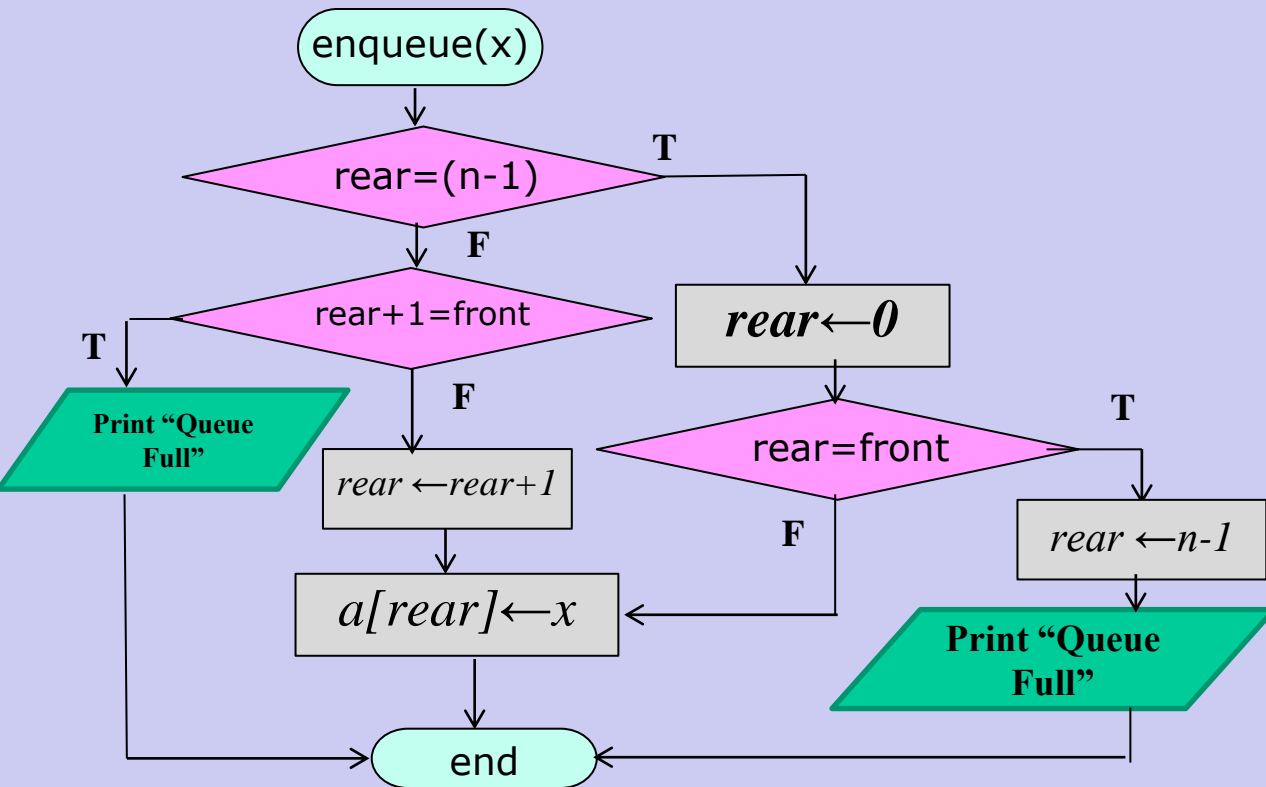 enqueue(x)
rear=(n-1)
T
F
rear+1=front
T
F
Print “Queue
Full”
rear ←rear+1
a[rear]←x
rear←0
rear=front
T
F
rear ←n-1
Print “Queue
Full”
end